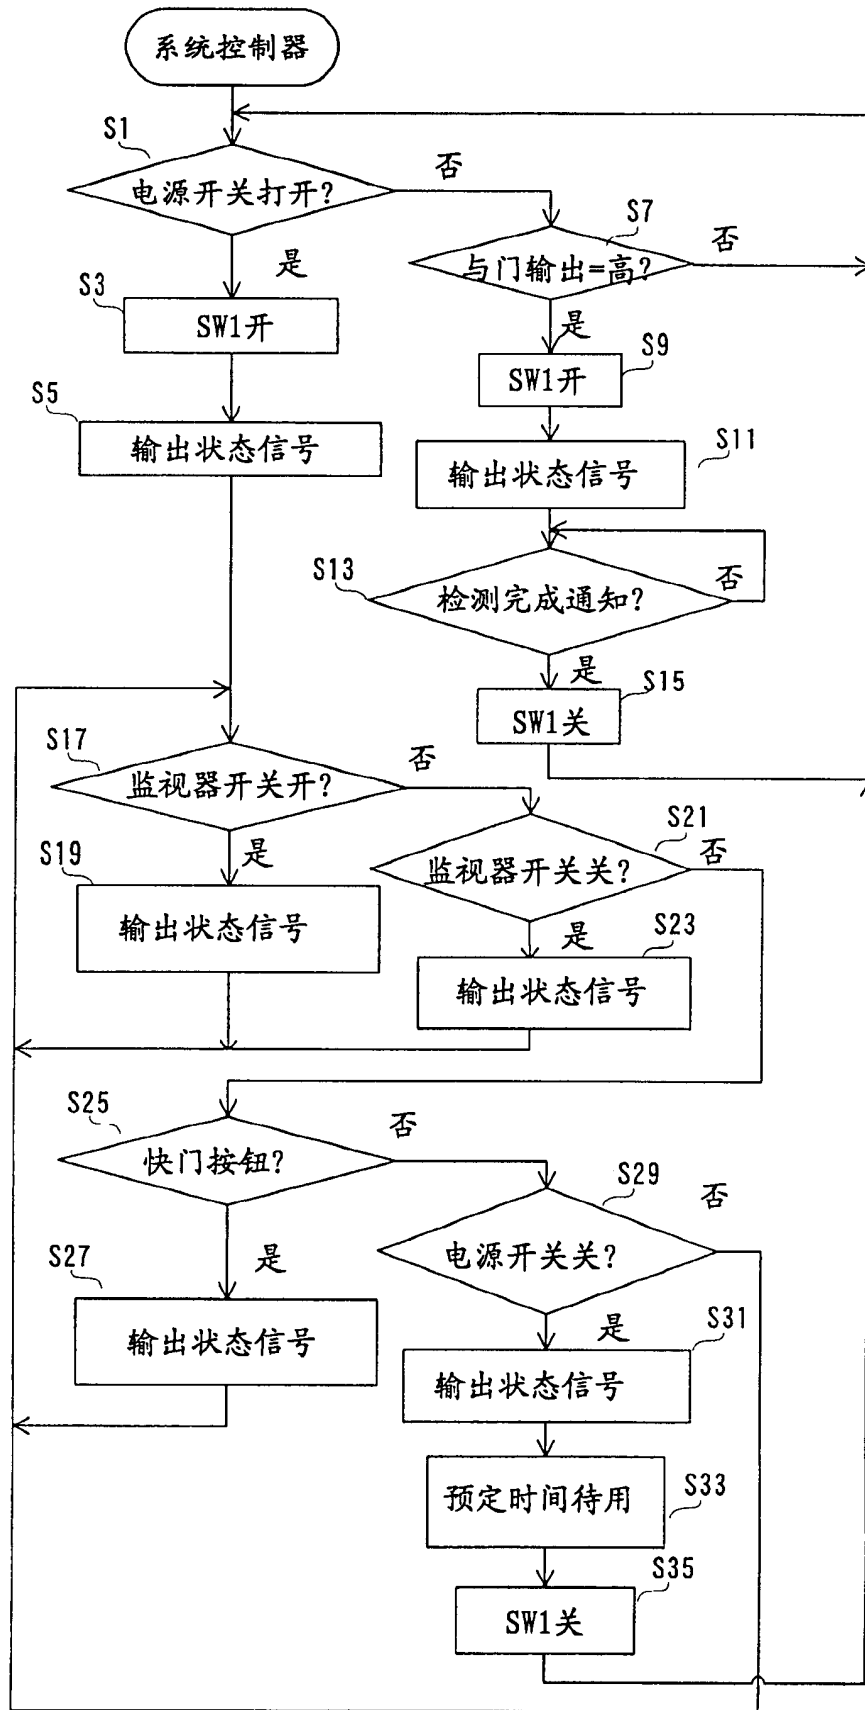 系统控制器
S1
电源开关打开?
否
是
S7
与门输出=高?
否
是
S3
SW1开
S9
SW1开
S5
输出状态信号
S11
输出状态信号
S13
检测完成通知?
否
是
S15
SW1关
S17
监视器开关开?
否
是
S21
监视器开关关?
否
是
S19
输出状态信号
S23
输出状态信号
S25
快门按钮?
否
是
S29
电源开关关?
否
是
S27
输出状态信号
S31
输出状态信号
S33
预定时间待用
S35
SW1关